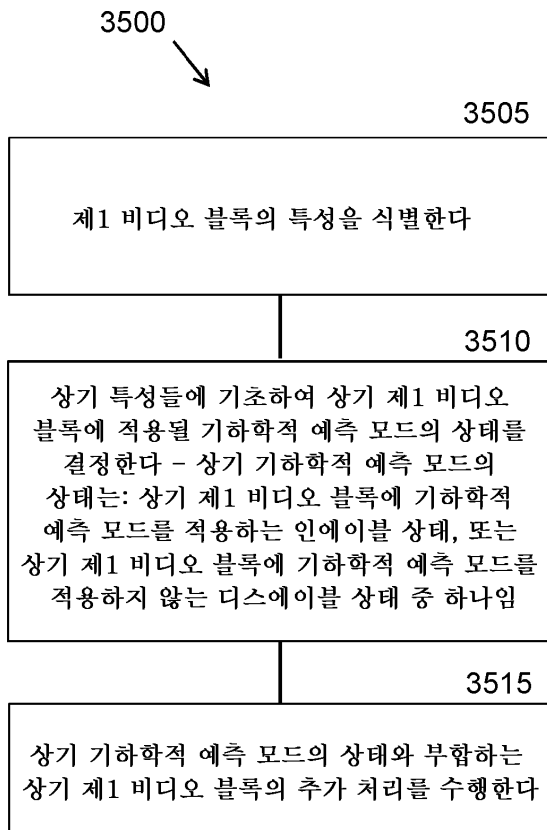 3500
3505
제1 비디오 블록의 특성을 식별한다
3510
상기 특성들에 기초하여 상기 제1 비디오
블록에 적용될 기하학적 예측 모드의 상태를
결정한다 – 상기 기하학적 예측 모드의
상태는: 상기 제1 비디오 블록에 기하학적
예측 모드를 적용하는 인에이블 상태, 또는
상기 제1 비디오 블록에 기하학적 예측 모드를
적용하지 않는 디스에이블 상태 중 하나임
3515
상기 기하학적 예측 모드의 상태와 부합하는
상기 제1 비디오 블록의 추가 처리를 수행한다